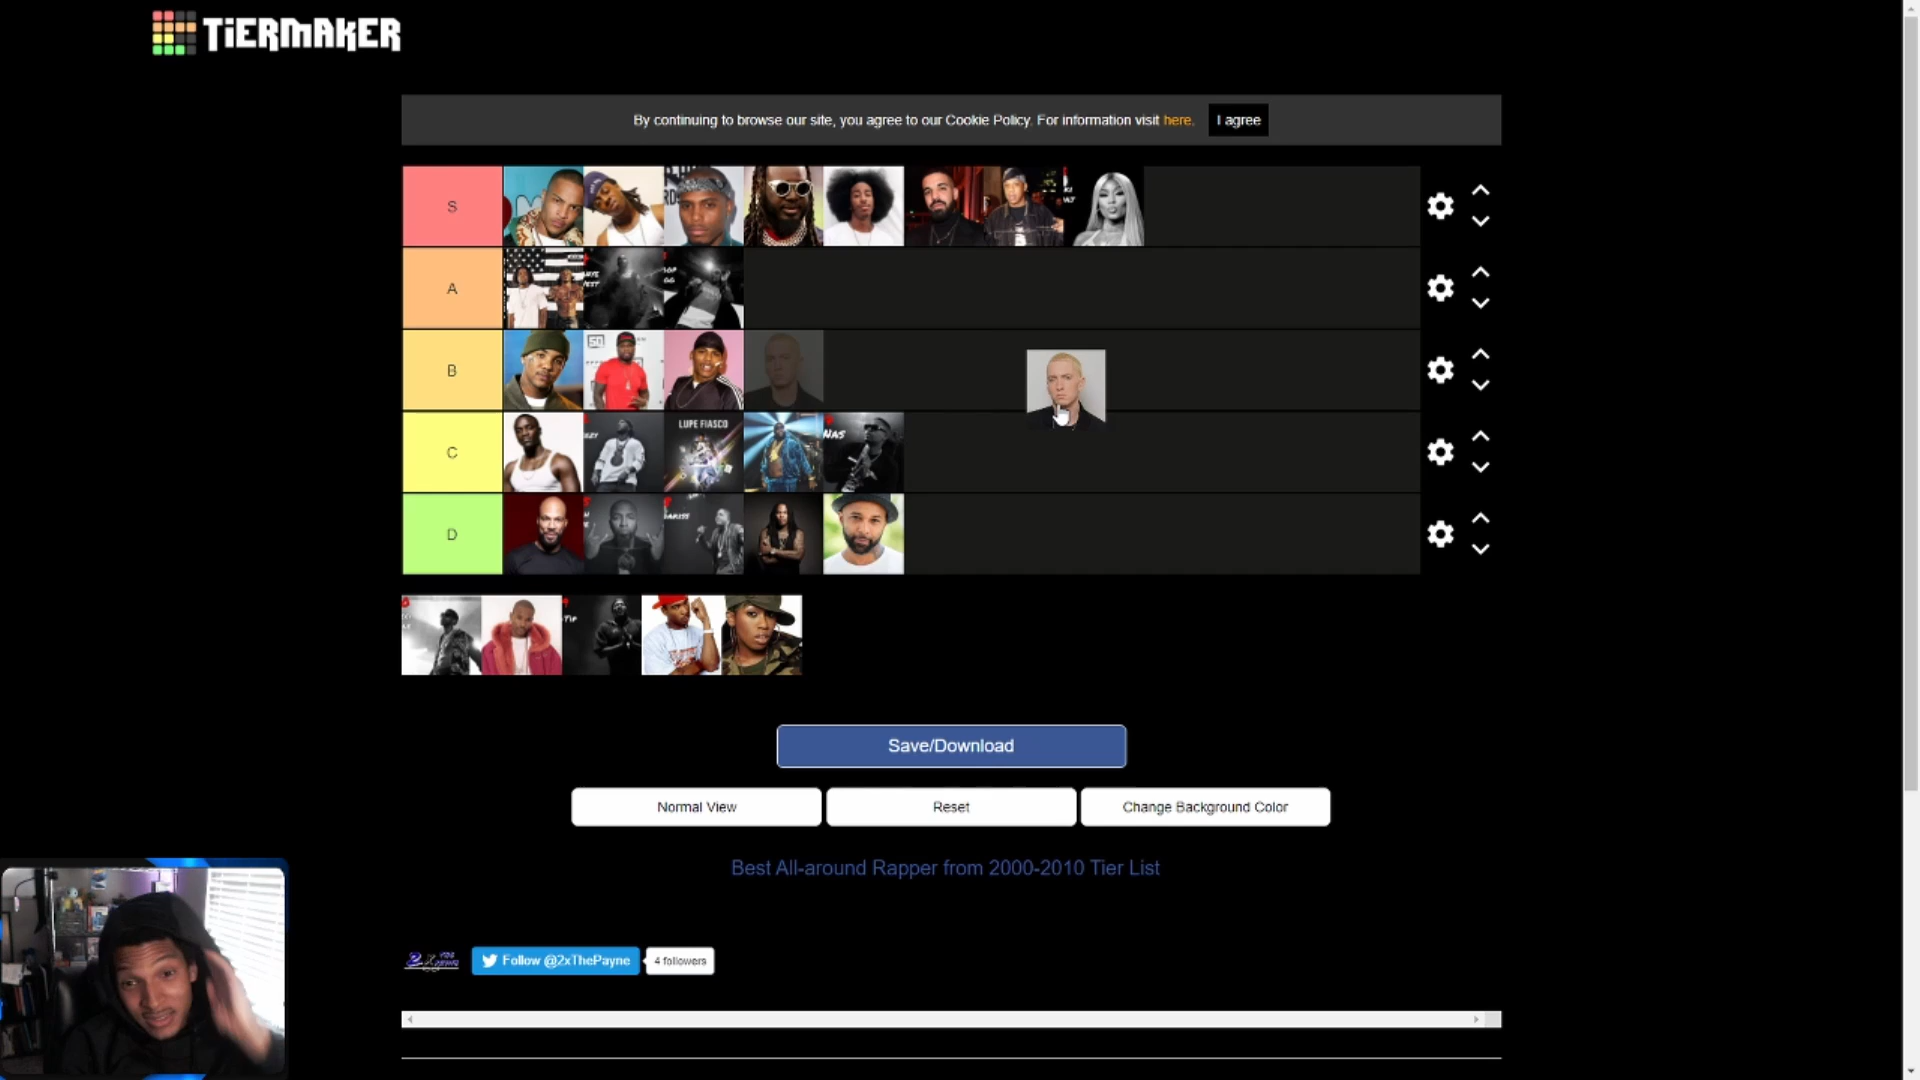 TiERMAKER
By continuing to browse our site, you agree to our Cookie Policy. For information visit here.
I agree
S
A
B
50
C
LUPE FIASCO
NAS
D
TIP
Save/Download
Normal View
Reset
Change Background Color
Best All-around Rapper from 2000-2010 Tier List
Follow @2xThePayne
4 followers